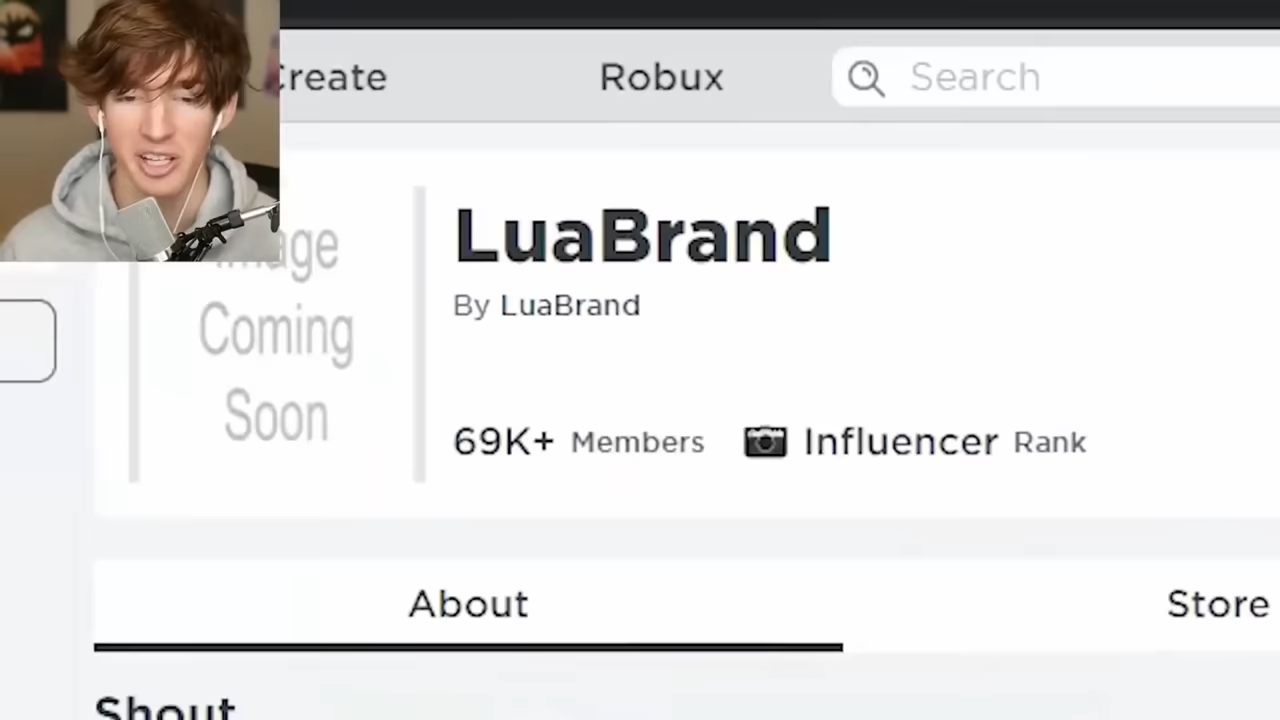 Create
Robux
Search
Image
Coming
Soon
LuaBrand
By LuaBrand
69K+ Members
Influencer Rank
About
Store
Shout